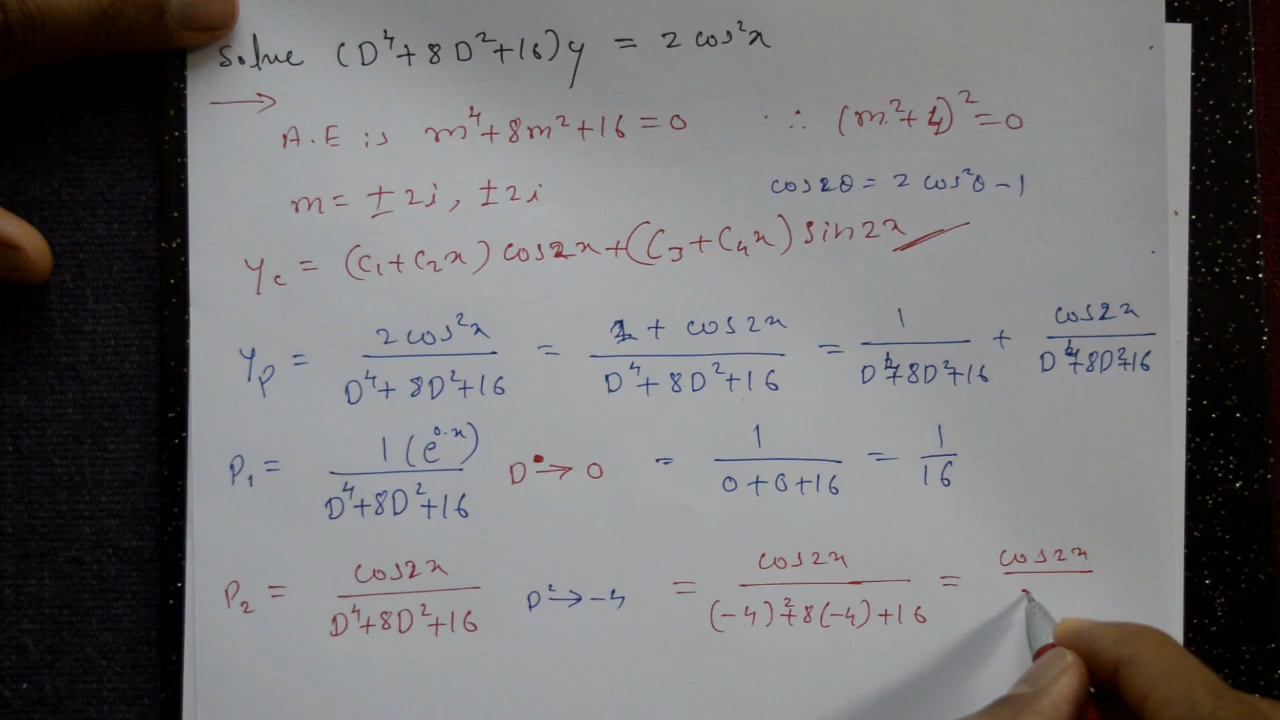 Solve (D⁴+8D²+16)y = 2cos²x
→ A.E is m⁴+8m²+16=0 ∴ (m²+4)²=0
m= ±2i, ±2i cos2θ = 2cos²θ-1
y_c = (C₁+C₂x)cos2x+(C₃+C₄x)sin2x
y_p = 2cos²x / D⁴+8D²+16 = 1+cos2x / D⁴+8D²+16 = 1 / D⁴+8D²+16 + cos2x / D⁴+8D²+16
P₁ = 1(e^{0·x}) / D⁴+8D²+16 D→0 = 1 / 0+0+16 = 1/16
P₂ = cos2x / D⁴+8D²+16 D²→-4 = cos2x / (-4)²+8(-4)+16 = cos2x